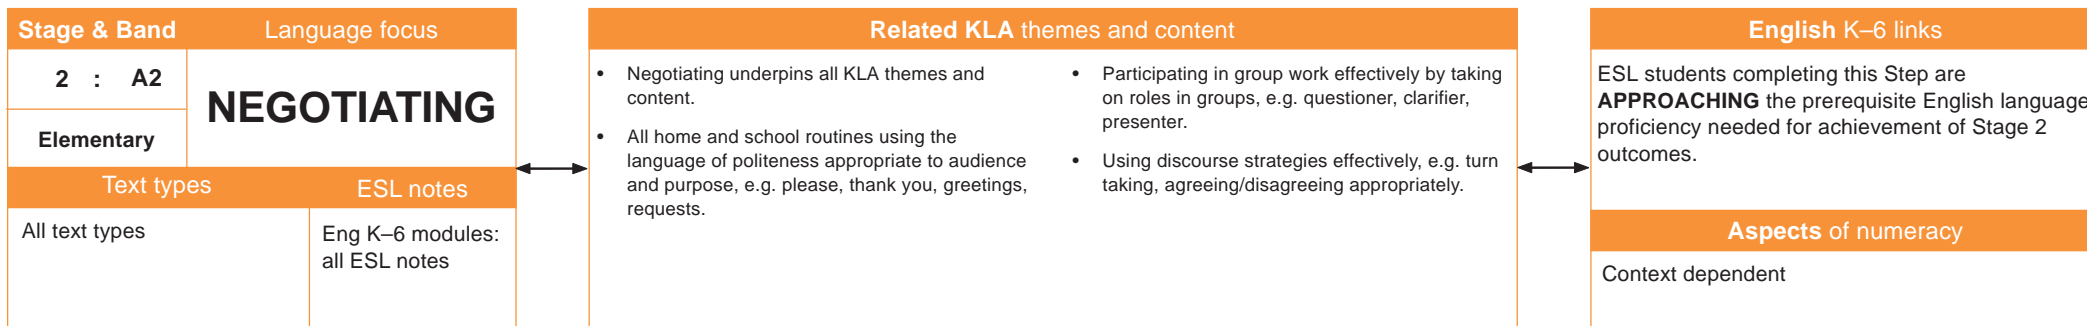 Stage & Band
Language focus
2 : A2
Elementary
NEGOTIATING
Text types
ESL notes
All text types
Eng K–6 modules:
all ESL notes
Related KLA themes and content
• Negotiating underpins all KLA themes and
content.
• All home and school routines using the
language of politeness appropriate to audience
and purpose, e.g. please, thank you, greetings,
requests.
• Participating in group work effectively by taking
on roles in groups, e.g. questioner, clarifier,
presenter.
• Using discourse strategies effectively, e.g. turn
taking, agreeing/disagreeing appropriately.
English K–6 links
ESL students completing this Step are
APPROACHING the prerequisite English language
proficiency needed for achievement of Stage 2
outcomes.
Aspects of numeracy
Context dependent